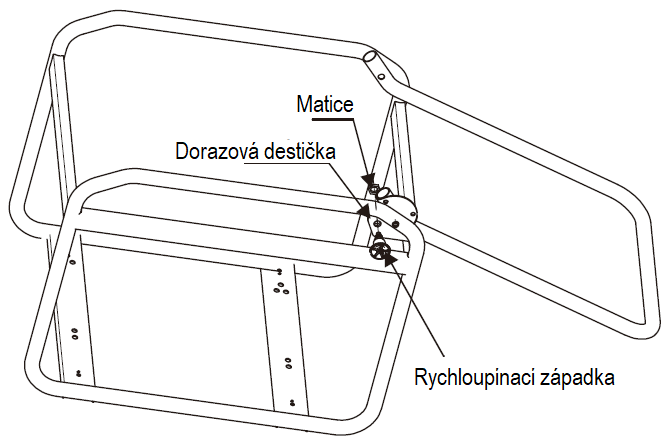 Matice
Dorazová destička
Rychloupinaci západka